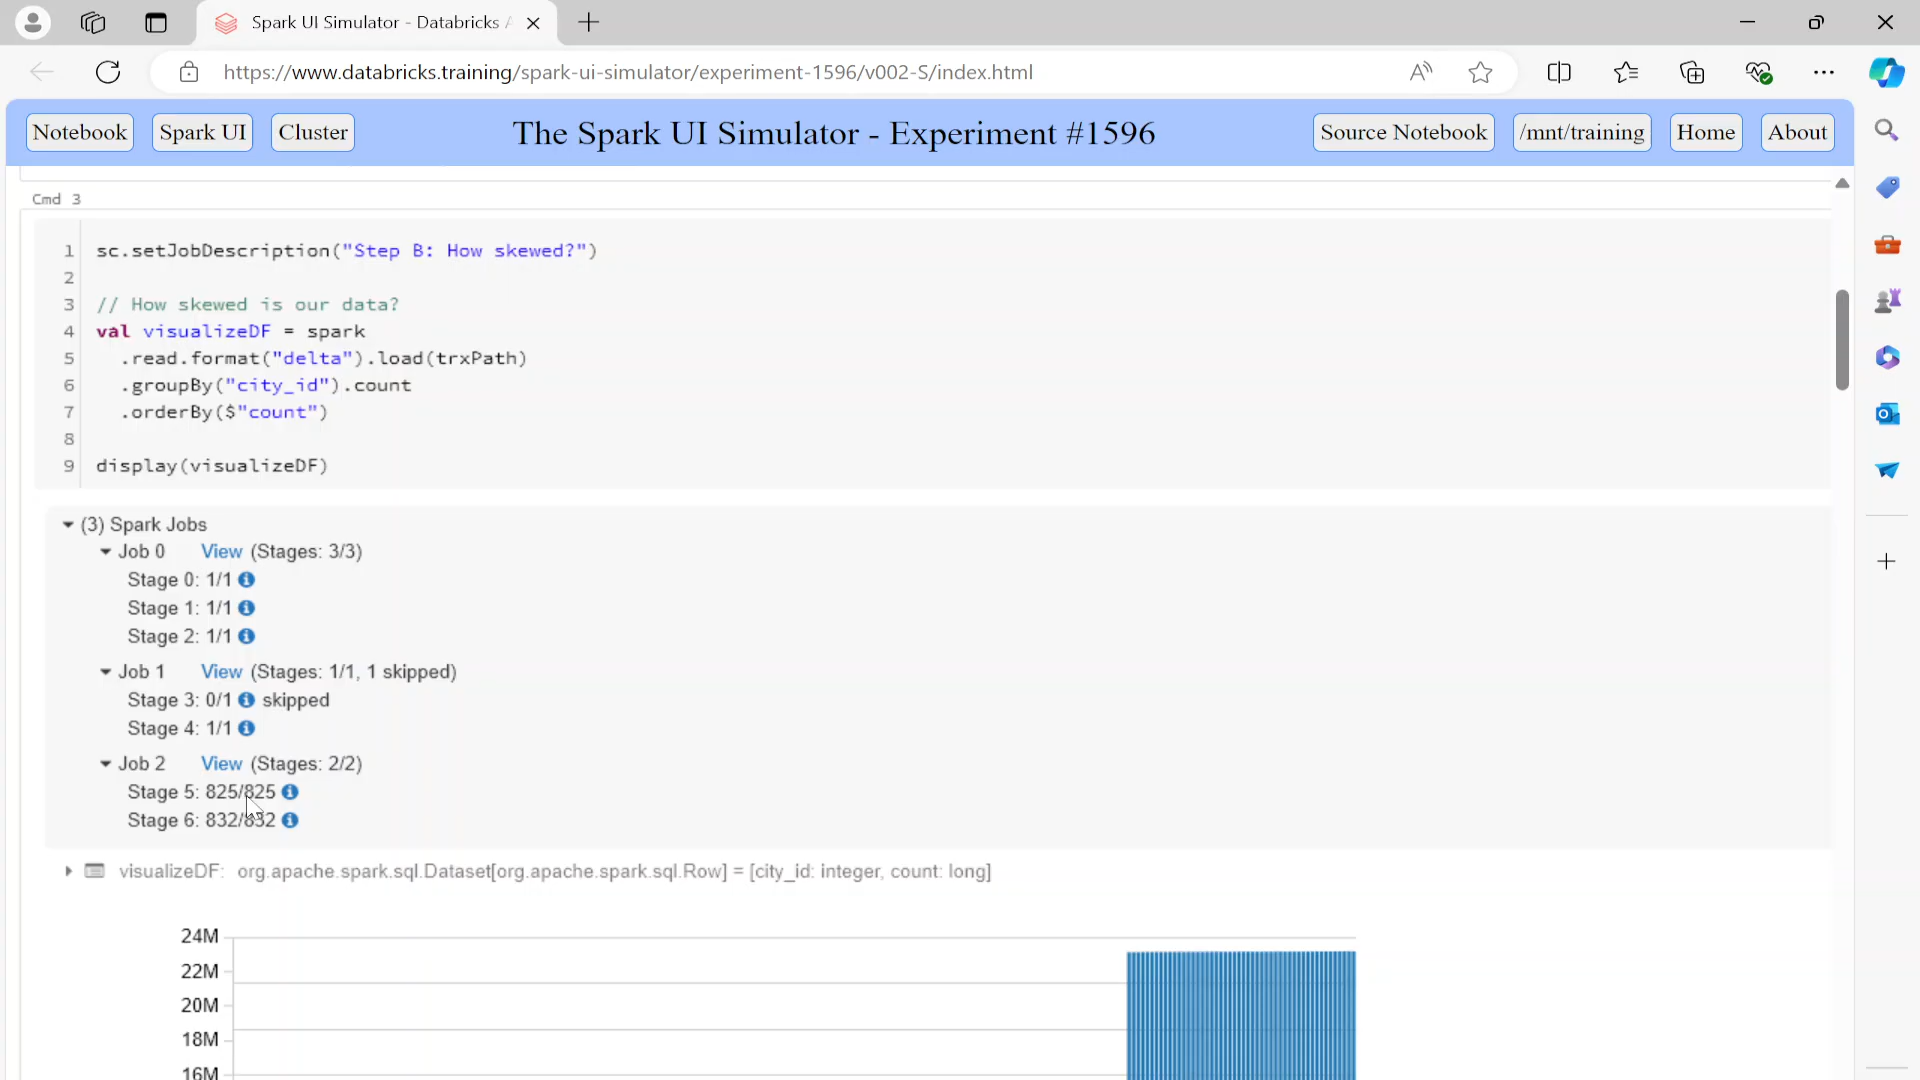 Spark UI Simulator - Databricks A
https://www.databricks.training/spark-ui-simulator/experiment-1596/v002-S/index.html
Notebook Spark UI Cluster The Spark UI Simulator - Experiment #1596 Source Notebook /mnt/training Home About
Cmd 3
1 sc.setJobDescription("Step B: How skewed?")
2
3 // How skewed is our data?
4 val visualizeDF = spark
5 .read.format("delta").load(trxPath)
6 .groupBy("city_id").count
7 .orderBy($"count")
8
9 display(visualizeDF)
(3) Spark Jobs
Job 0 View (Stages: 3/3)
Stage 0: 1/1
Stage 1: 1/1
Stage 2: 1/1
Job 1 View (Stages: 1/1, 1 skipped)
Stage 3: 0/1 skipped
Stage 4: 1/1
Job 2 View (Stages: 2/2)
Stage 5: 825/825
Stage 6: 832/832
visualizeDF: org.apache.spark.sql.Dataset[org.apache.spark.sql.Row] = [city_id: integer, count: long]
24M
22M
20M
18M
16M